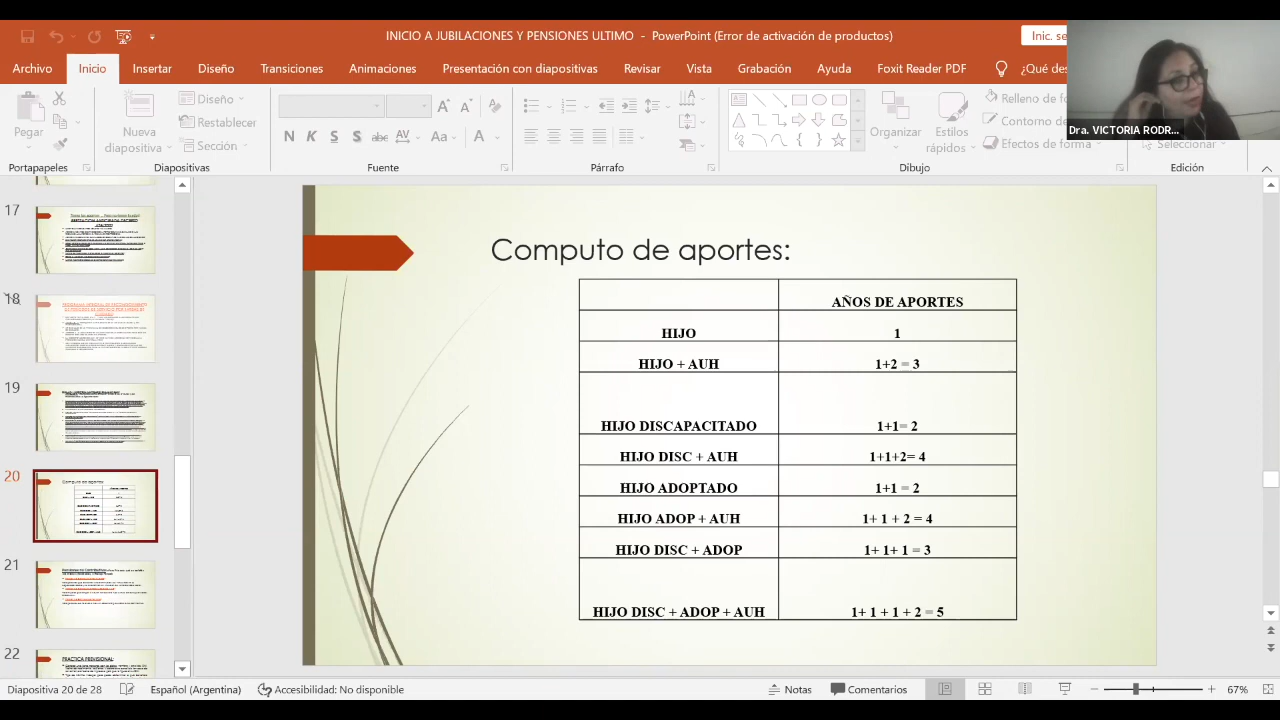 INICIO A JUBILACIONES Y PENSIONES ULTIMO - PowerPoint (Error de activación de productos)
Inic. se
Archivo Inicio Insertar Diseño Transiciones Animaciones Presentación con diapositivas Revisar Vista Grabación Ayuda Foxit Reader PDF ¿Qué des
Pegar
Nueva diapositiva
Diseño
Restablecer
Sección
N K S abc AV Aa A
Organizar
Estilos rápidos
Relleno de fo
Contorno de
Efectos de forma
Seleccionar
Dra. VICTORIA RODR...
Portapapeles Diapositivas Fuente Párrafo Dibujo Edición
17
18
19
20
21
22
PRACTICA PREVISIONAL:
Computo de aportes:
AÑOS DE APORTES
HIJO 1
HIJO + AUH 1+2 = 3
HIJO DISCAPACITADO 1+1= 2
HIJO DISC + AUH 1+1+2= 4
HIJO ADOPTADO 1+1 = 2
HIJO ADOP + AUH 1+ 1 + 2 = 4
HIJO DISC + ADOP 1+ 1+ 1 = 3
HIJO DISC + ADOP + AUH 1+ 1 + 1 + 2 = 5
Diapositiva 20 de 28 Español (Argentina) Accesibilidad: No disponible Notas Comentarios 67%